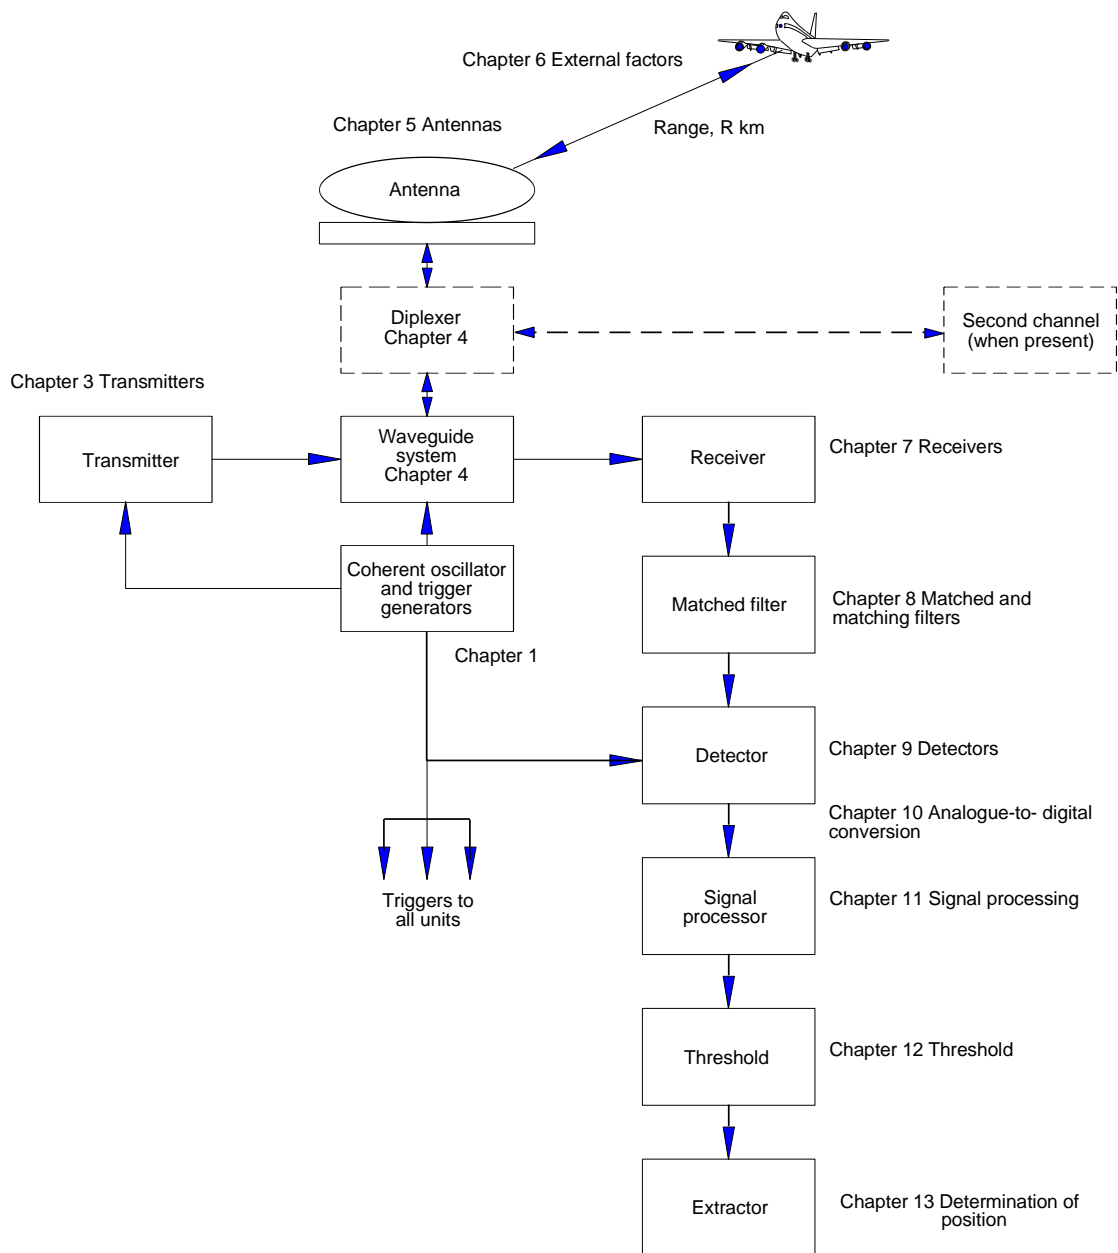 Chapter 6 External factors
Chapter 5 Antennas
Range, R km
Antenna
Diplexer
Chapter 4
Second channel
(when present)
Chapter 3 Transmitters
Transmitter
Waveguide
system
Chapter 4
Receiver
Chapter 7 Receivers
Coherent oscillator
and trigger
generators
Chapter 1
Matched filter
Chapter 8 Matched and
matching filters
Detector
Chapter 9 Detectors
Chapter 10 Analogue-to- digital
conversion
Triggers to
all units
Signal
processor
Chapter 11 Signal processing
Threshold
Chapter 12 Threshold
Extractor
Chapter 13 Determination of
position